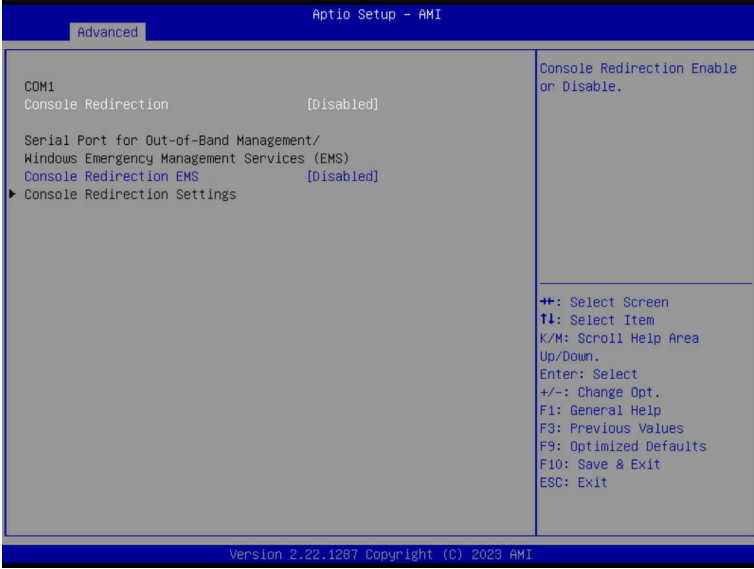 Aptio Setup – AMI
Advanced
COM1
Console Redirection [Disabled]
Serial Port for Out-of-Band Management/
Windows Emergency Management Services (EMS)
Console Redirection EMS [Disabled]
▶ Console Redirection Settings
Console Redirection Enable
or Disable.
→←: Select Screen
↑↓: Select Item
K/M: Scroll Help Area
Up/Down.
Enter: Select
+/-: Change Opt.
F1: General Help
F3: Previous Values
F9: Optimized Defaults
F10: Save & Exit
ESC: Exit
Version 2.22.1287 Copyright (C) 2023 AMI